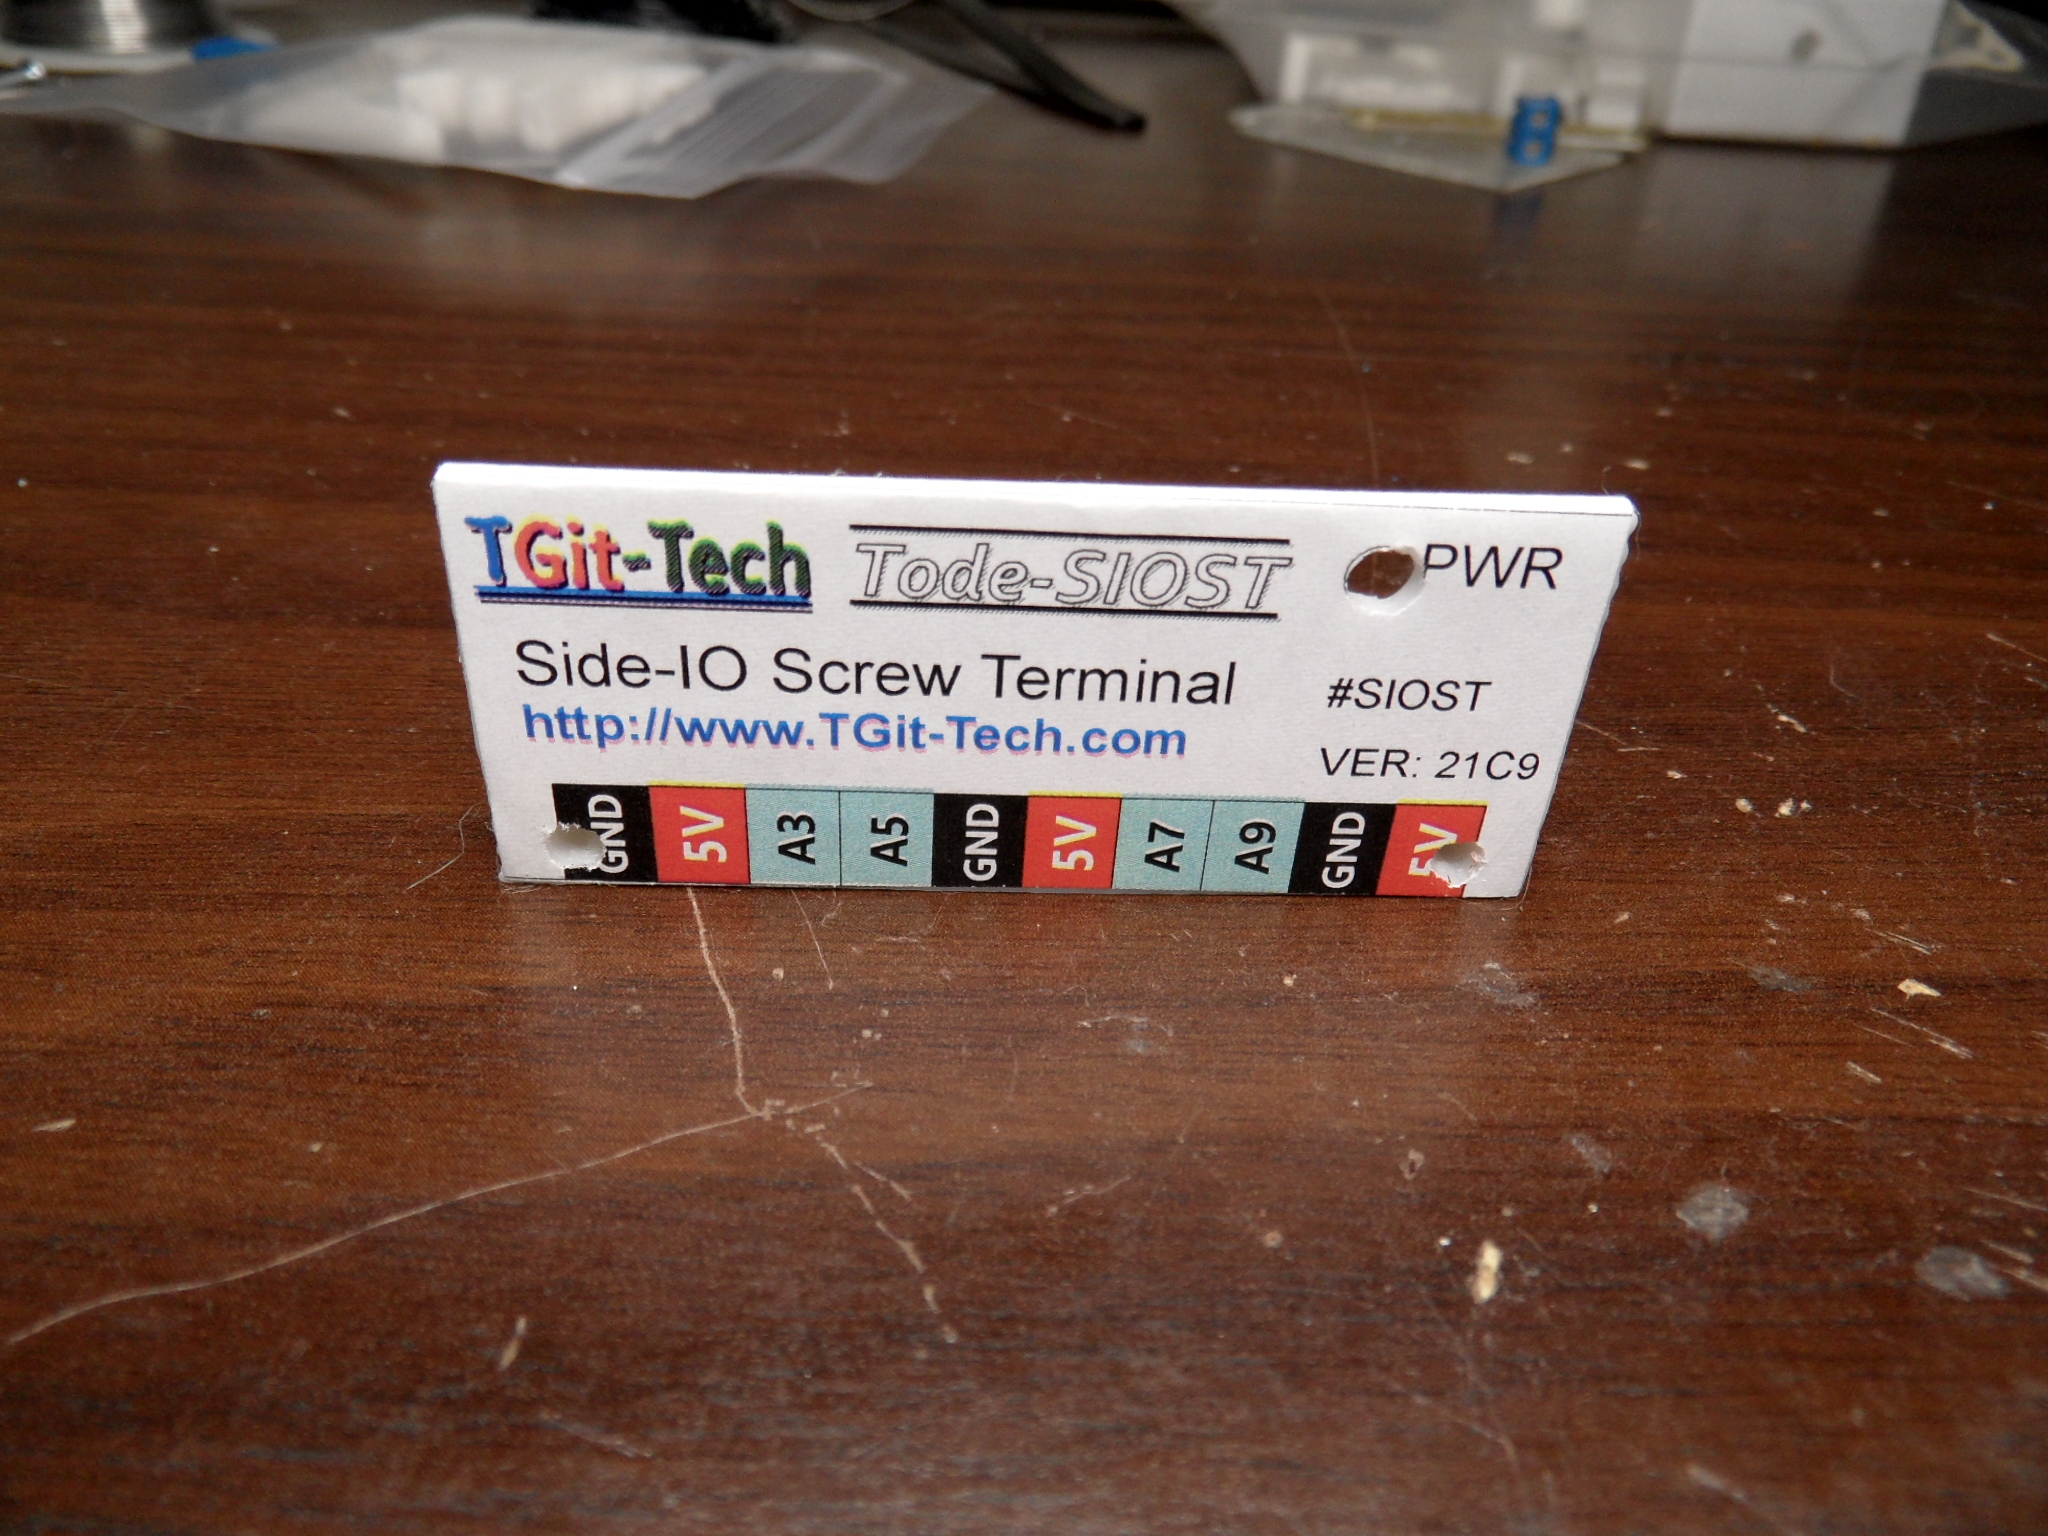 TGit-Tech Tode-SIOST PWR
Side-IO Screw Terminal #SIOST
http://www.TGit-Tech.com VER: 21C9
GND 5V A3 A5 GND 5V A7 A9 GND 5V